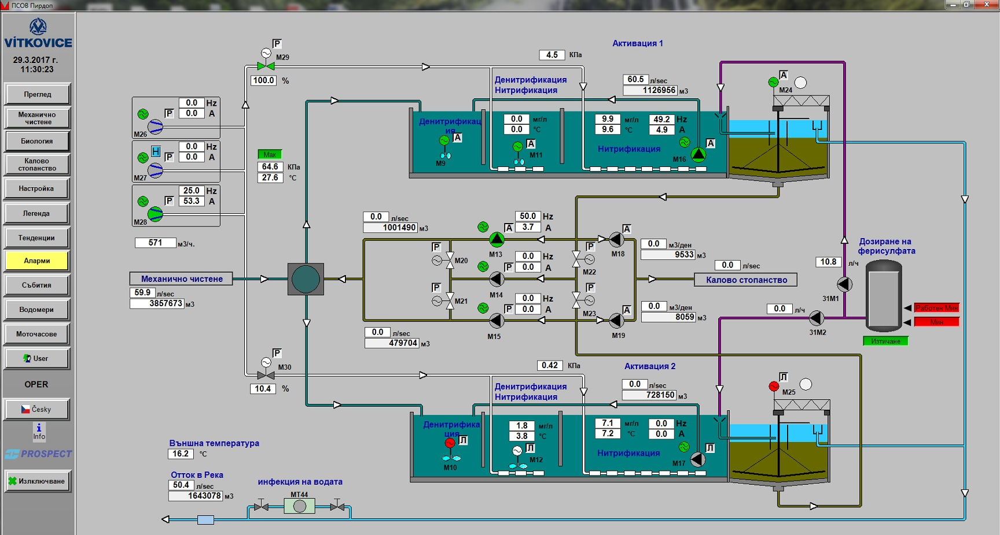 ПСОВ Пирдоп
VÍTKOVICE
29.3.2017 г.
11:30:23
Преглед
Механично
чистене
Биология
Калово
стопанство
Настройка
Легенда
Тенденции
Аларми
Събития
Водомери
Моточасове
User
OPER
Česky
i
Info
PROSPECT
Излключване
P
M29
100.0 %
4.5 КПа
Активация 1
Денитрификация
Нитрификация
60.5 л/sec
1126956 м3
A
M24
0.0 Hz
P 0.0 A
M26
H 0.0 Hz
P 0.0 A
M27
25.0 Hz
P 53.3 A
M28
571 м3/ч.
Мак
64.6 КПа
27.6 °C
Денитрификац
ия
A
M9
0.0 мг/л
0.0 °C
A
M11
9.9 мг/л
9.6 °C
49.2 Hz
4.9 A
Нитрификация
A
M16
0.0 л/sec
1001490 м3
50.0 Hz
A 3.7 A
M13
A
M18
0.0 м3/ден
9533 м3
P
M20
0.0 Hz
P 0.0 A
M14
P
M22
Механично чистене
59.9 л/sec
3857673 м3
0.0 л/sec
Калово стопанство
P
M21
0.0 Hz
P 0.0 A
M15
P
M23
A
M19
0.0 м3/ден
8059 м3
0.0 л/sec
479704 м3
Дозиране на
ферисулфата
10.8 л/ч
31M1
0.0 л/ч
31M2
Работен Мин
Мин
Изтичане
P
M30
10.4 %
0.42 КПа
Активация 2
Денитрификация
Нитрификация
0.0 л/sec
728150 м3
Л
M25
Денитрифика
ция
Л
M10
1.8 мг/л
3.8 °C
Л
M12
7.1 мг/л
7.2 °C
0.0 Hz
0.0 A
Нитрификация
Л
M17
Външна температура
16.2 °C
Отток в Река
50.4 л/sec
1643078 м3
инфекция на водата
МТ44